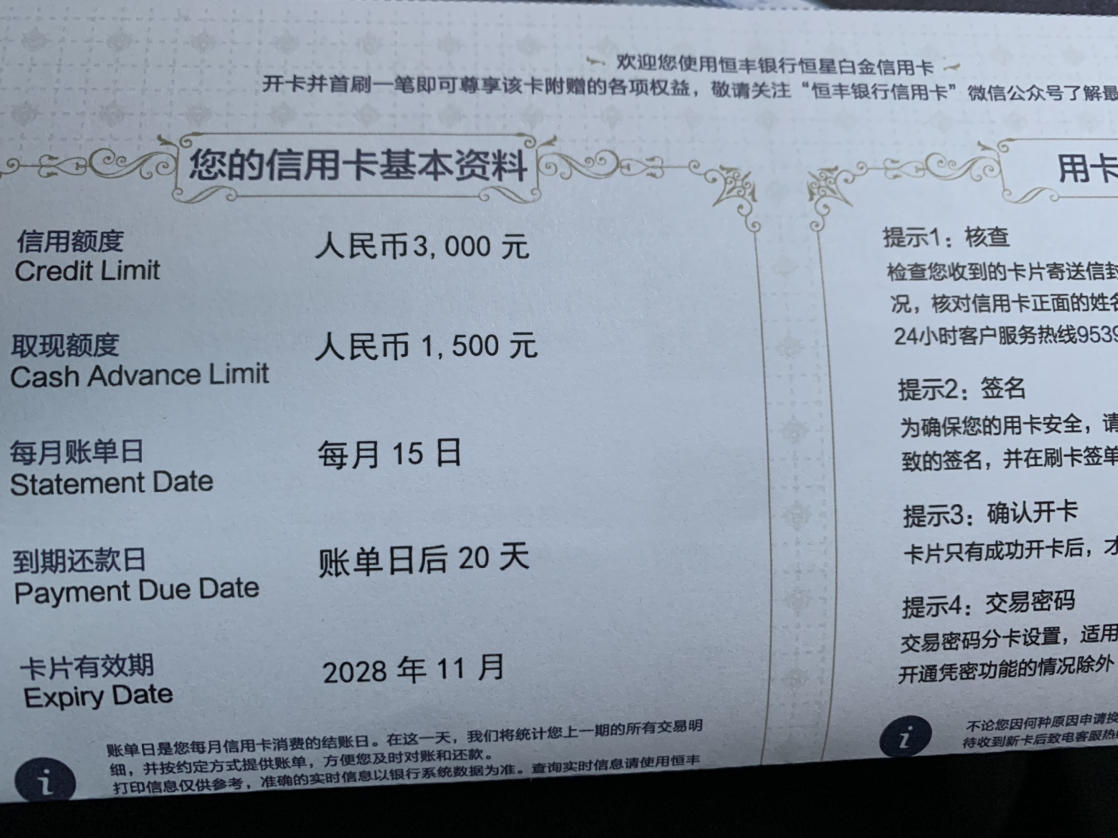 欢迎您使用恒丰银行恒星白金信用卡
开卡并首刷一笔即可尊享该卡附赠的各项权益，敬请关注“恒丰银行信用卡”微信公众号了解最
您的信用卡基本资料
信用额度 人民币3,000 元
Credit Limit
取现额度 人民币 1,500 元
Cash Advance Limit
每月账单日 每月 15 日
Statement Date
到期还款日 账单日后 20 天
Payment Due Date
卡片有效期 2028 年 11 月
Expiry Date
账单日是您每月信用卡消费的结账日。在这一天，我们将统计您上一期的所有交易明
细，并按约定方式提供账单，方便您及时对账和还款。
打印信息仅供参考，准确的实时信息以银行系统数据为准。查询实时信息请使用恒丰
用卡
提示1：核查
检查您收到的卡片寄送信封
况，核对信用卡正面的姓名
24小时客户服务热线9539
提示2：签名
为确保您的用卡安全，请
致的签名，并在刷卡签单
提示3：确认开卡
卡片只有成功开卡后，才
提示4：交易密码
交易密码分卡设置，适用
开通凭密功能的情况除外
不论您因何种原因申请换
待收到新卡后致电客服热